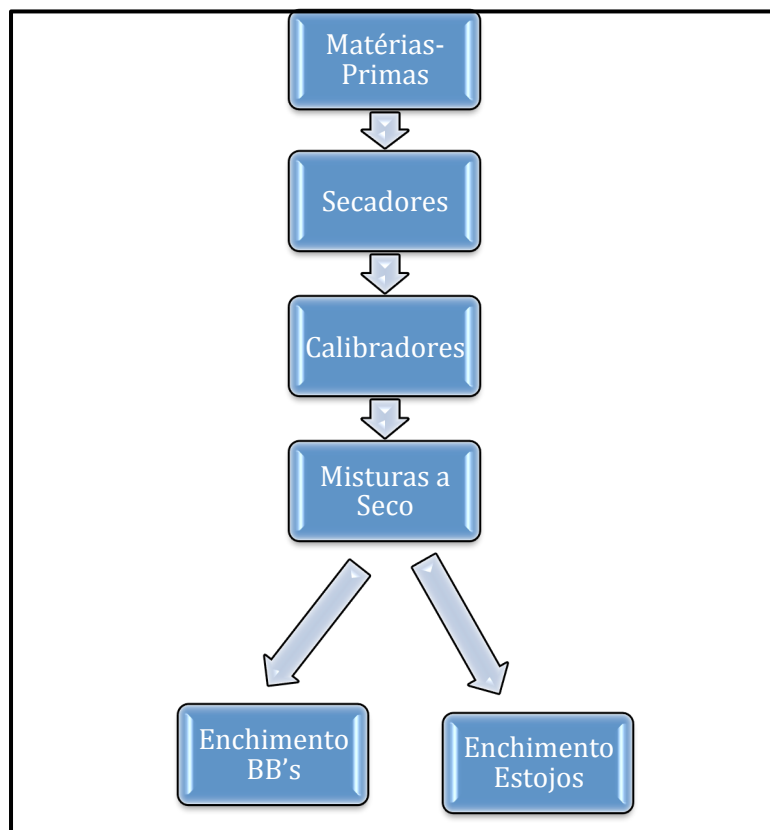 Matérias-
Primas
Secadores
Calibradores
Misturas a
Seco
Enchimento
BB’s
Enchimento
Estojos